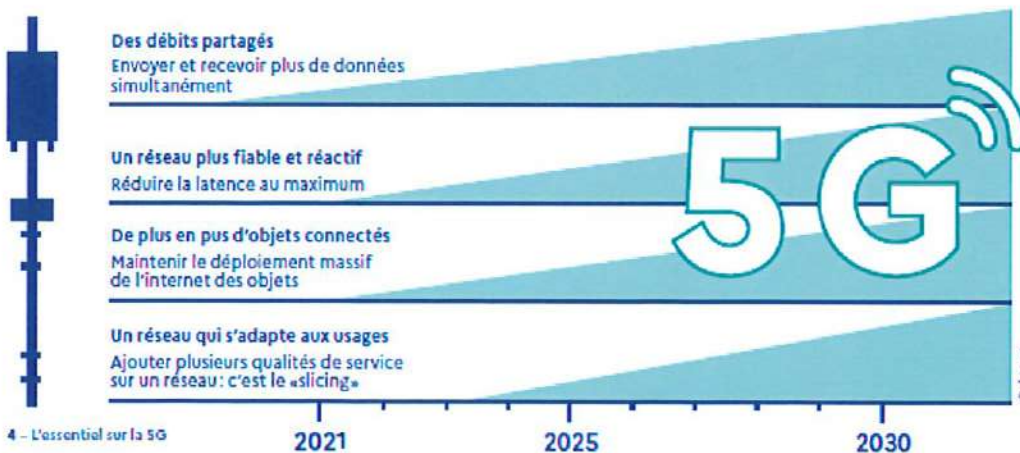 Des débits partagés
Envoyer et recevoir plus de données
simultanément
Un réseau plus fiable et réactif
Réduire la latence au maximum
De plus en pus d'objets connectés
Maintenir le déploiement massif
de l'internet des objets
Un réseau qui s'adapte aux usages
Ajouter plusieurs qualités de service
sur un réseau: c'est le «slicing»
5G
2021
2025
2030
4 – L'essentiel sur la 5G